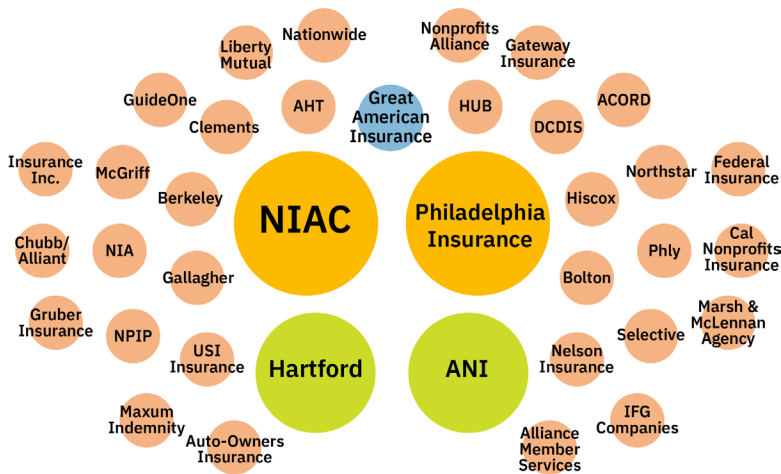 Nationwide
Nonprofits
Alliance
Liberty
Mutual
Gateway
Insurance
GuideOne
AHT
Great
American
Insurance
HUB
ACORD
Clements
DCDIS
Insurance
Inc.
McGriff
Northstar
Federal
Insurance
Berkeley
NIAC
Philadelphia
Insurance
Hiscox
Chubb/
Alliant
NIA
Phly
Cal
Nonprofits
Insurance
Gallagher
Bolton
Gruber
Insurance
NPIP
Selective
Marsh &
McLennan
Agency
USI
Insurance
Hartford
ANI
Nelson
Insurance
Maxum
Indemnity
IFG
Companies
Auto-Owners
Insurance
Alliance
Member
Services